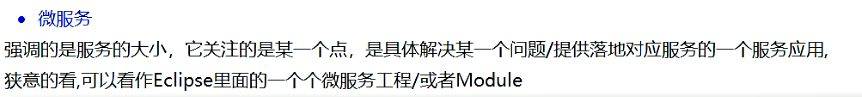 • 微服务
强调的是服务的大小，它关注的是某一个点，是具体解决某一个问题/提供落地对应服务的一个服务应用,
狭意的看,可以看作Eclipse里面的一个个微服务工程/或者Module